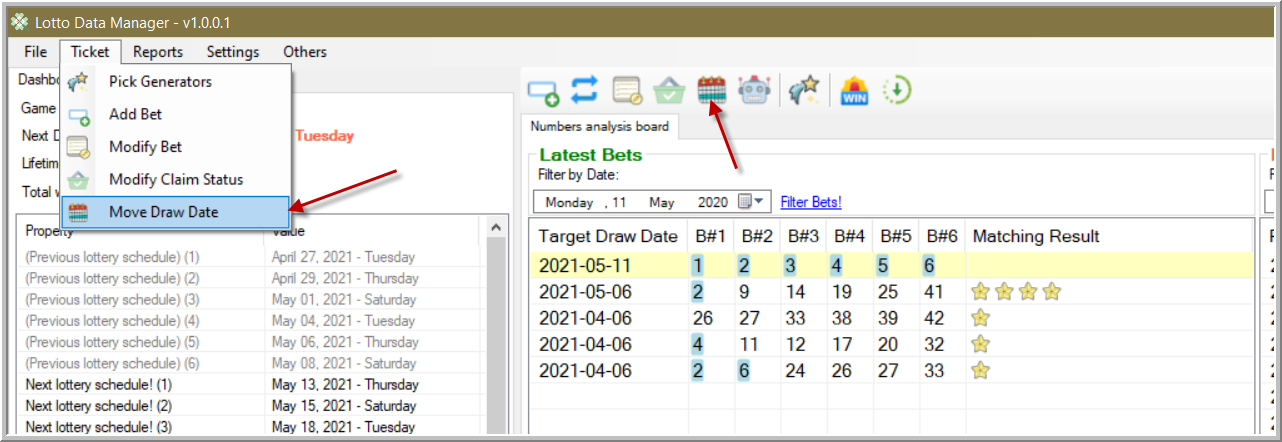 Lotto Data Manager - v1.0.0.1
File Ticket Reports Settings Others
Pick Generators
Add Bet
Modify Bet
Modify Claim Status
Move Draw Date
Game
Tuesday
WIN
Numbers analysis board
Latest Bets
Filter by Date:
Monday , 11 May 2020 Filter Bets!
Property Value
(Previous lottery schedule) (1) April 27, 2021 - Tuesday
(Previous lottery schedule) (2) April 29, 2021 - Thursday
(Previous lottery schedule) (3) May 01, 2021 - Saturday
(Previous lottery schedule) (4) May 04, 2021 - Tuesday
(Previous lottery schedule) (5) May 06, 2021 - Thursday
(Previous lottery schedule) (6) May 08, 2021 - Saturday
Next lottery schedule! (1) May 13, 2021 - Thursday
Next lottery schedule! (2) May 15, 2021 - Saturday
Next lottery schedule! (3) May 18, 2021 - Tuesday
Target Draw Date B#1 B#2 B#3 B#4 B#5 B#6 Matching Result
2021-05-11 1 2 3 4 5 6
2021-05-06 2 9 14 19 25 41
2021-04-06 26 27 33 38 39 42
2021-04-06 4 11 12 17 20 32
2021-04-06 2 6 24 26 27 33